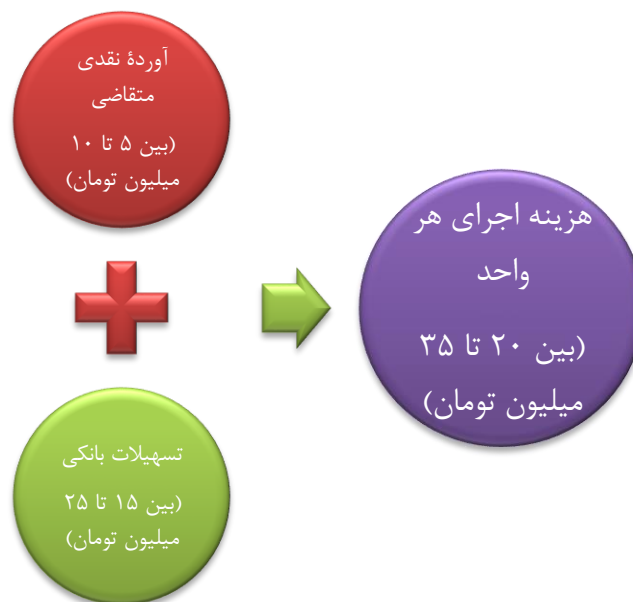 آوردهٔ نقدی
متقاضی
(بین ۵ تا ۱۰
میلیون تومان)
تسهیلات بانکی
(بین ۱۵ تا ۲۵
میلیون تومان)
هزینه اجرای هر
واحد
(بین ۲۰ تا ۳۵
میلیون تومان)